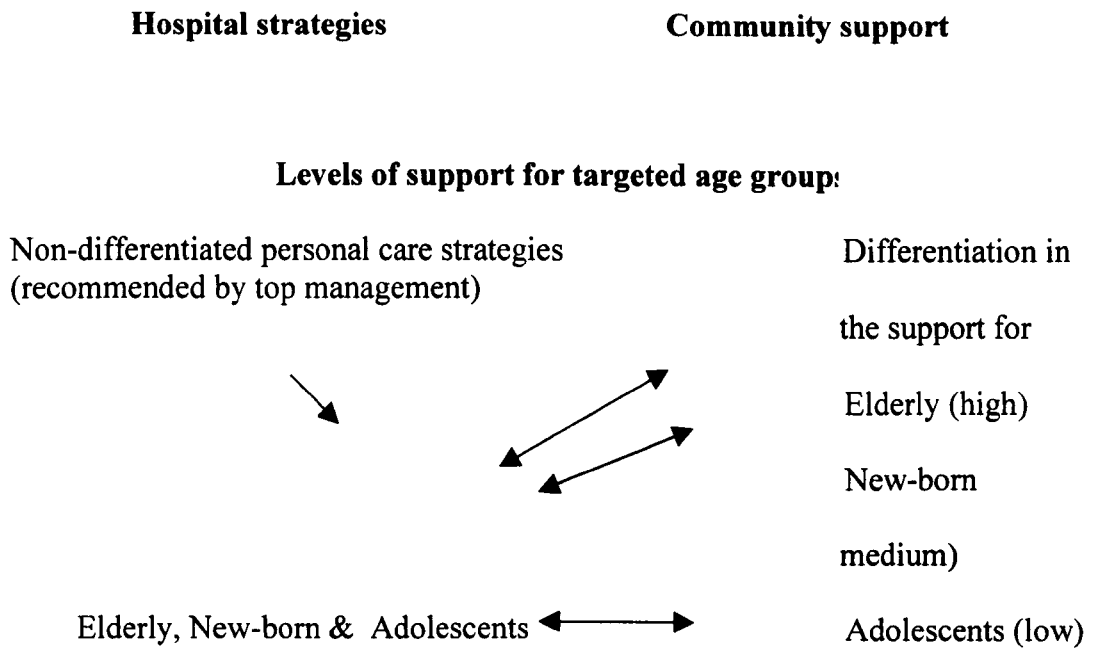 Hospital strategies
Community support
Levels of support for targeted age groups
Non-differentiated personal care strategies
(recommended by top management)
Differentiation in
the support for
Elderly (high)
New-born
medium)
Elderly, New-born & Adolescents
Adolescents (low)